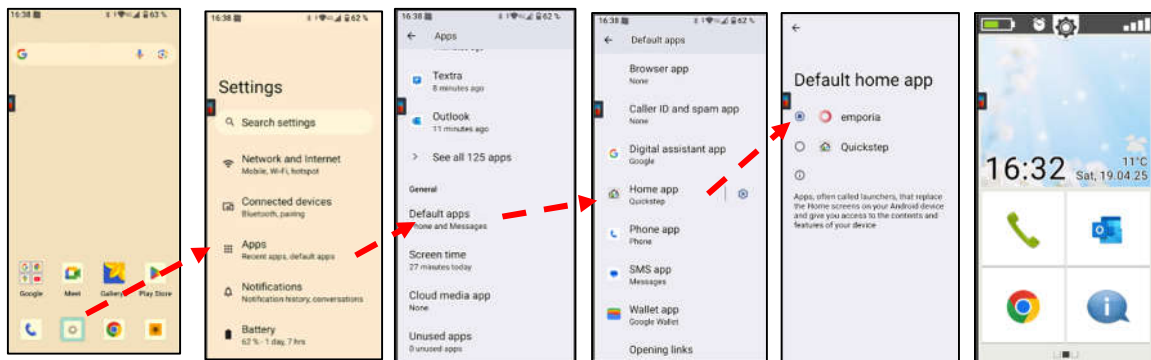 16:38
63 %
Google
Meet
Gallery
Play Store
16:38
62 %
Settings
Search settings
Network and Internet
Mobile, Wi-Fi, hotspot
Connected devices
Bluetooth, pairing
Apps
Recent apps, default apps
Notifications
Notification history, conversations
Battery
62 % - 1 day, 7 hrs
16:38
62 %
Apps
Textra
8 minutes ago
Outlook
11 minutes ago
See all 125 apps
General
Default apps
Phone and Messages
Screen time
27 minutes today
Cloud media app
None
Unused apps
0 unused apps
16:38
62 %
Default apps
Browser app
None
Caller ID and spam app
None
Digital assistant app
Google
Home app
Quickstep
Phone app
Phone
SMS app
Messages
Wallet app
Google Wallet
Opening links
Default home app
emporia
Quickstep
Apps, often called launchers, that replace
the Home screens on your Android device
and give you access to the contents and
features of your device
16:32
11°C
Sat, 19.04.25